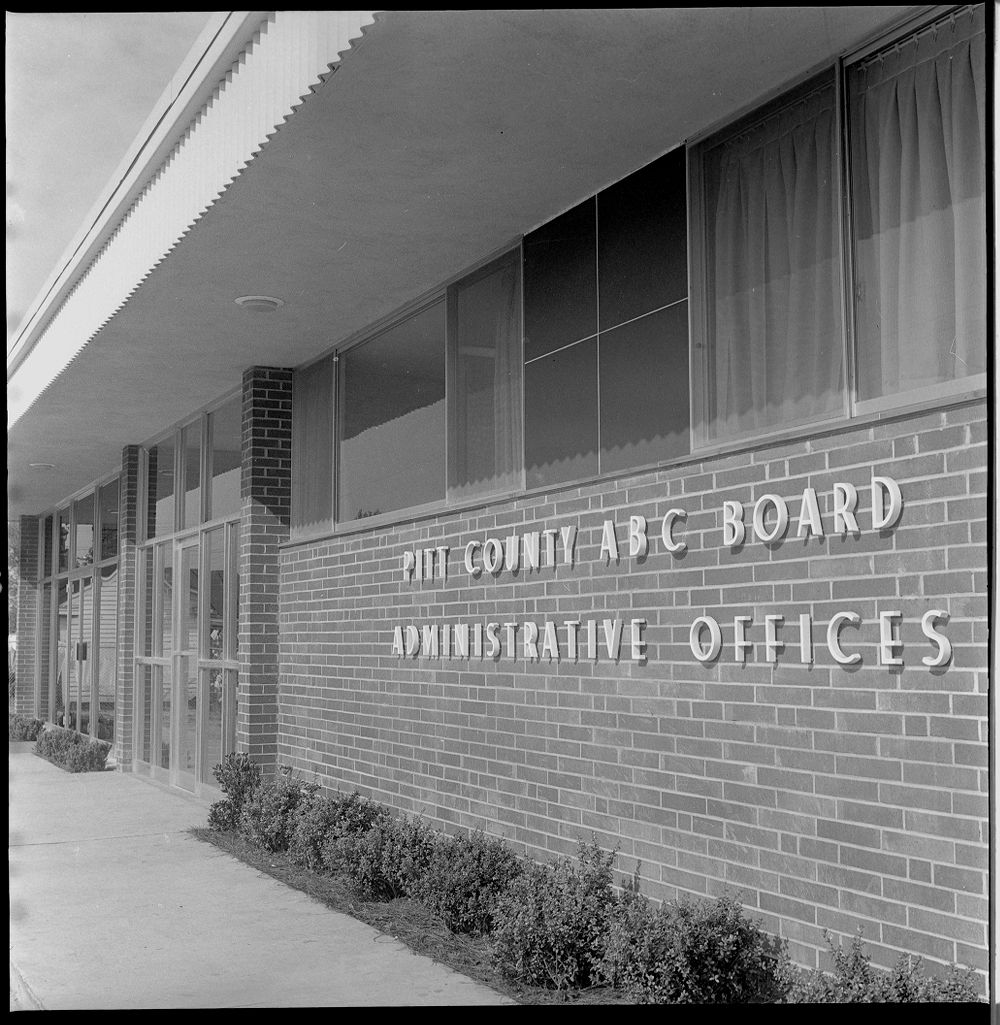 PITT COUNTY ABC BOARD
ADMINISTRATIVE OFFICES